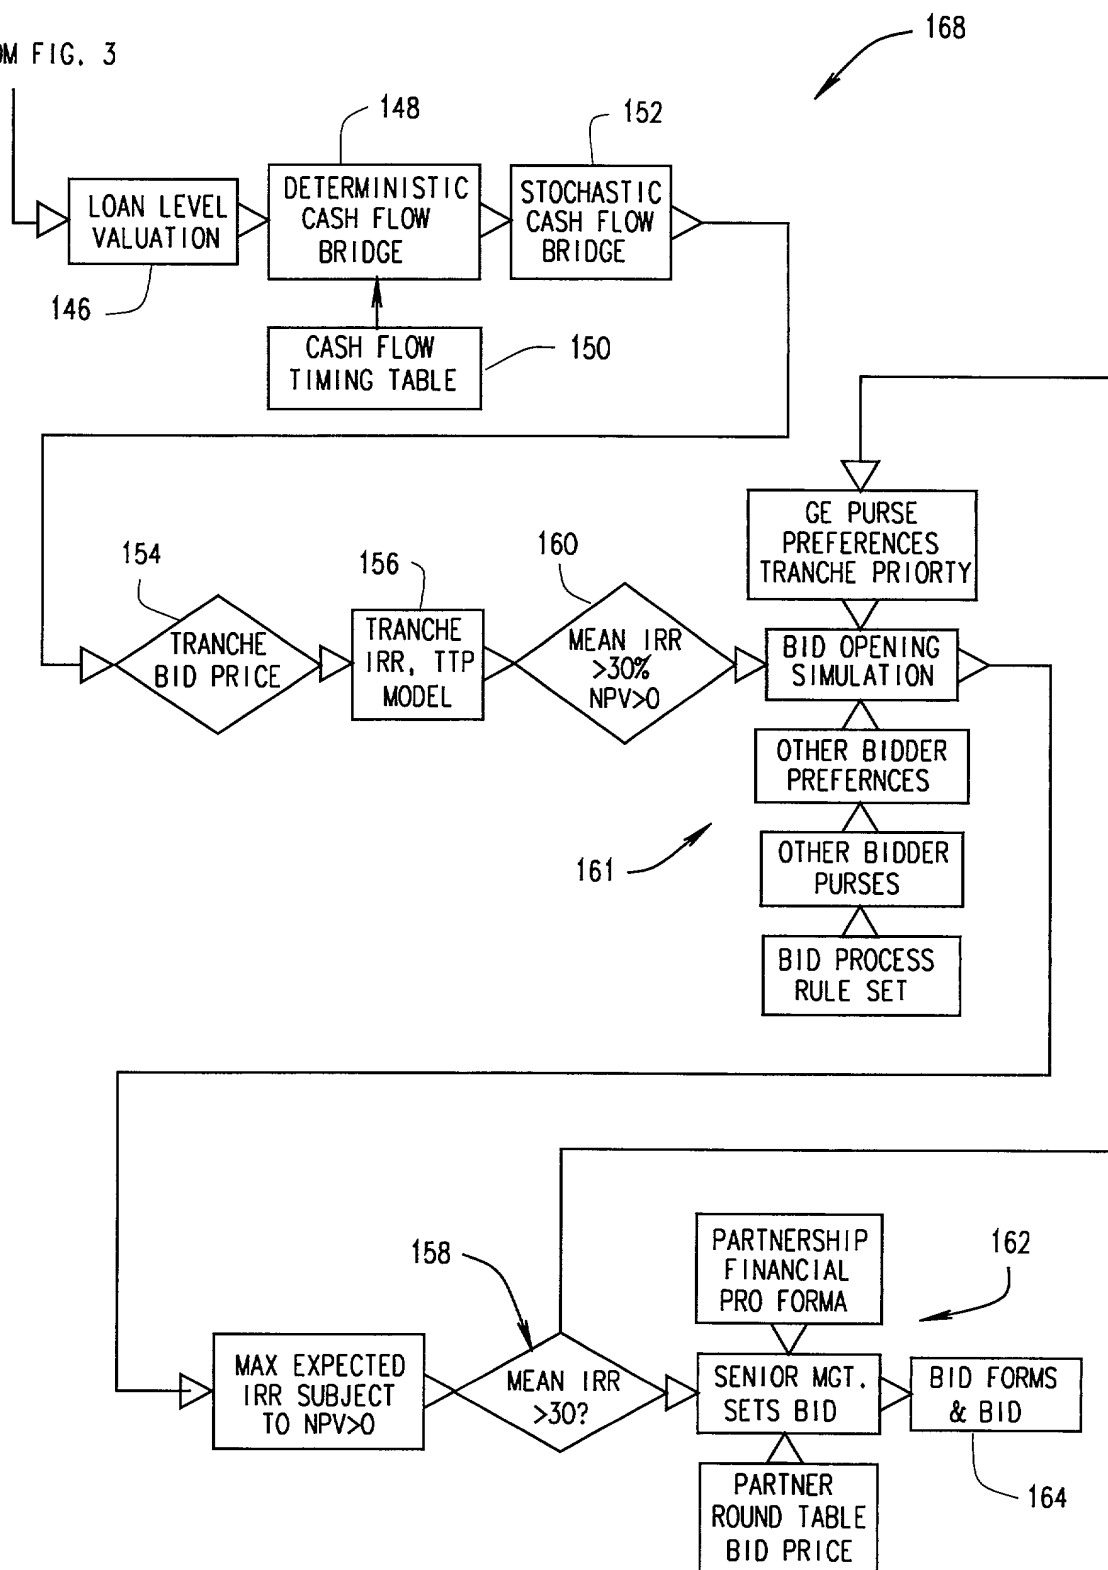 168
OM FIG. 3
148
152
LOAN LEVEL
VALUATION
DETERMINISTIC
CASH FLOW
BRIDGE
STOCHASTIC
CASH FLOW
BRIDGE
146
CASH FLOW
TIMING TABLE
150
GE PURSE
PREFERENCES
TRANCHE PRIORTY
154
156
160
TRANCHE
BID PRICE
TRANCHE
IRR, TTP
MODEL
MEAN IRR
>30%
NPV>0
BID OPENING
SIMULATION
OTHER BIDDER
PREFERNCES
161
OTHER BIDDER
PURSES
BID PROCESS
RULE SET
158
PARTNERSHIP
FINANCIAL
PRO FORMA
162
MAX EXPECTED
IRR SUBJECT
TO NPV>0
MEAN IRR
>30?
SENIOR MGT.
SETS BID
BID FORMS
& BID
PARTNER
ROUND TABLE
BID PRICE
164